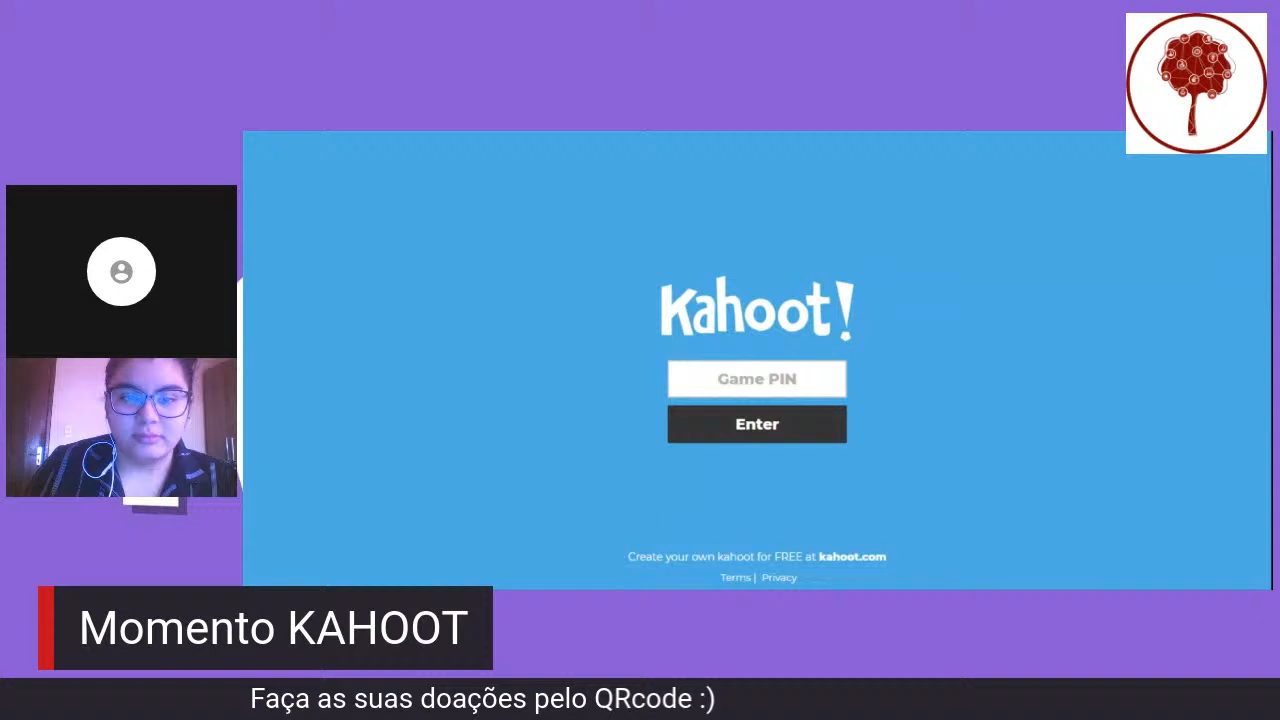 Kahoot!
Game PIN
Enter
Create your own kahoot for FREE at kahoot.com
Terms | Privacy
Momento KAHOOT
Faça as suas doações pelo QRcode :)